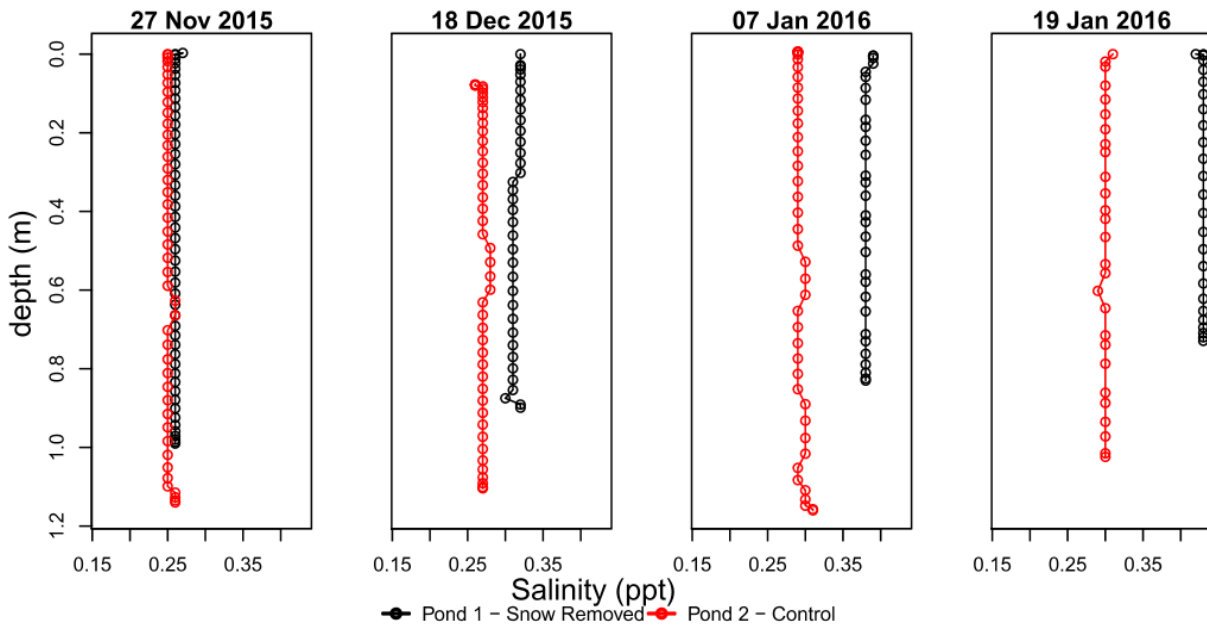 27 Nov 2015 18 Dec 2015 07 Jan 2016 19 Jan 2016
depth (m)
0.0
0.2
0.4
0.6
0.8
1.0
1.2
0.15 0.25 0.35 0.15 0.25 0.35 0.15 0.25 0.35 0.15 0.25 0.35
Salinity (ppt)
Pond 1 − Snow Removed Pond 2 − Control